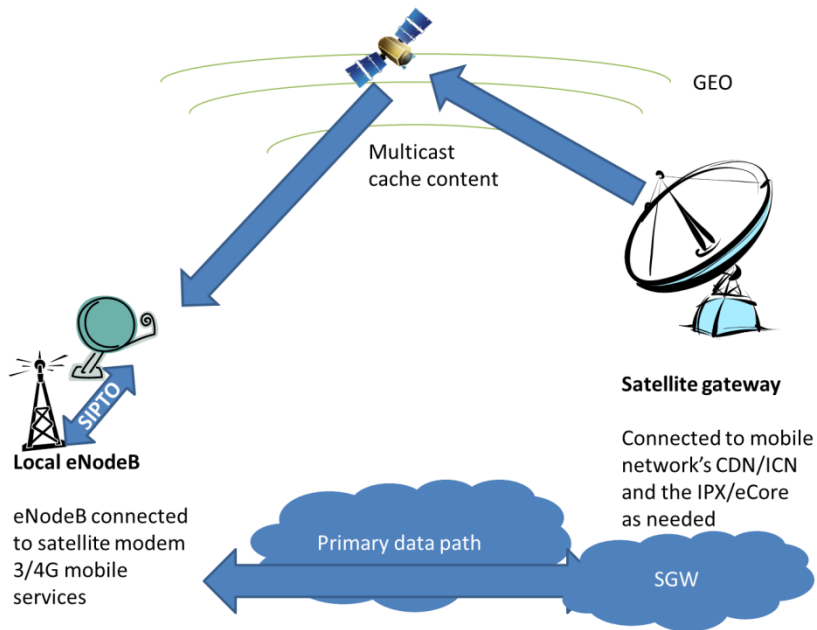 GEO
Multicast
cache content
SIPTO
Local eNodeB
eNodeB connected
to satellite modem
3/4G mobile
services
Satellite gateway
Connected to mobile
network's CDN/ICN
and the IPX/eCore
as needed
Primary data path
SGW